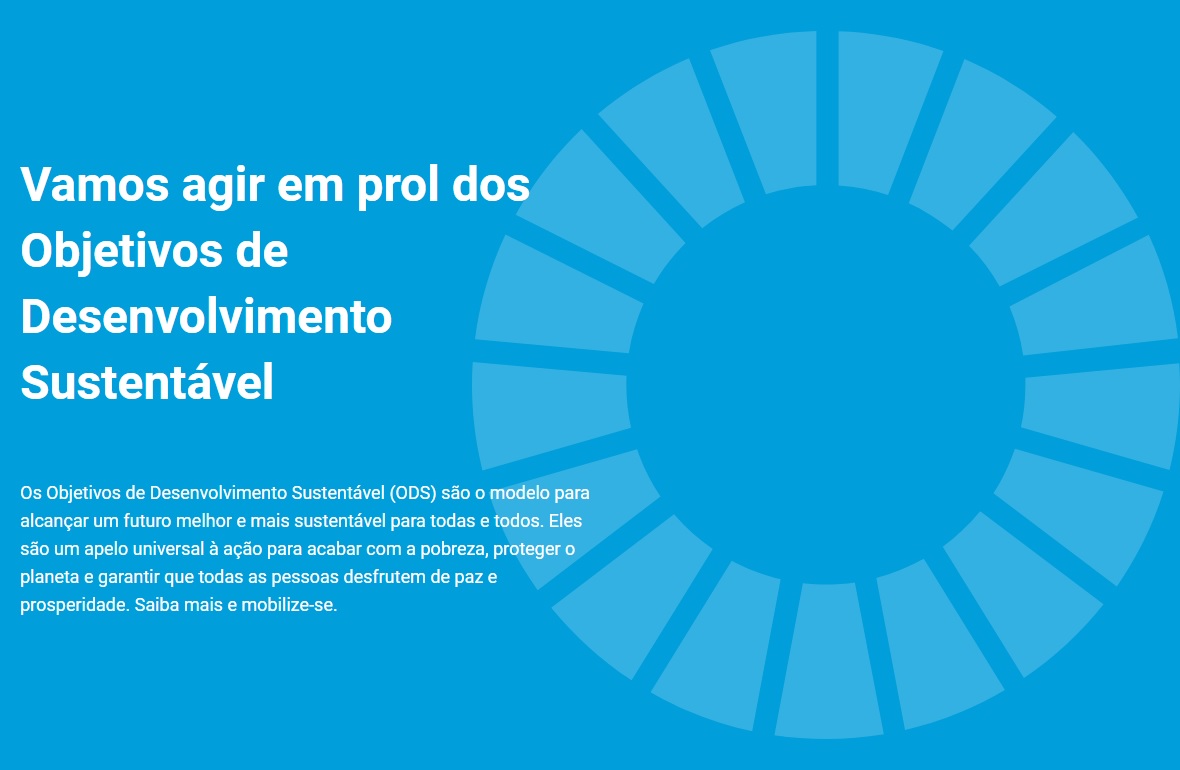 Vamos agir em prol dos
Objetivos de
Desenvolvimento
Sustentável
Os Objetivos de Desenvolvimento Sustentável (ODS) são o modelo para
alcançar um futuro melhor e mais sustentável para todas e todos. Eles
são um apelo universal à ação para acabar com a pobreza, proteger o
planeta e garantir que todas as pessoas desfrutem de paz e
prosperidade. Saiba mais e mobilize-se.